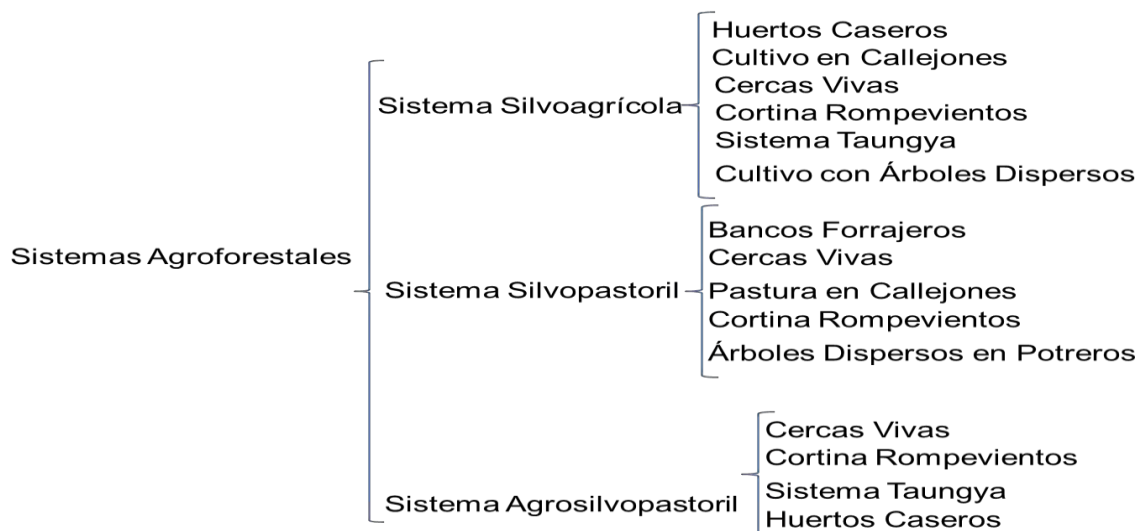 Sistemas Agroforestales
Sistema Silvoagrícola
Huertos Caseros
Cultivo en Callejones
Cercas Vivas
Cortina Rompevientos
Sistema Taungya
Cultivo con Árboles Dispersos
Sistema Silvopastoril
Bancos Forrajeros
Cercas Vivas
Pastura en Callejones
Cortina Rompevientos
Árboles Dispersos en Potreros
Sistema Agrosilvopastoril
Cercas Vivas
Cortina Rompevientos
Sistema Taungya
Huertos Caseros